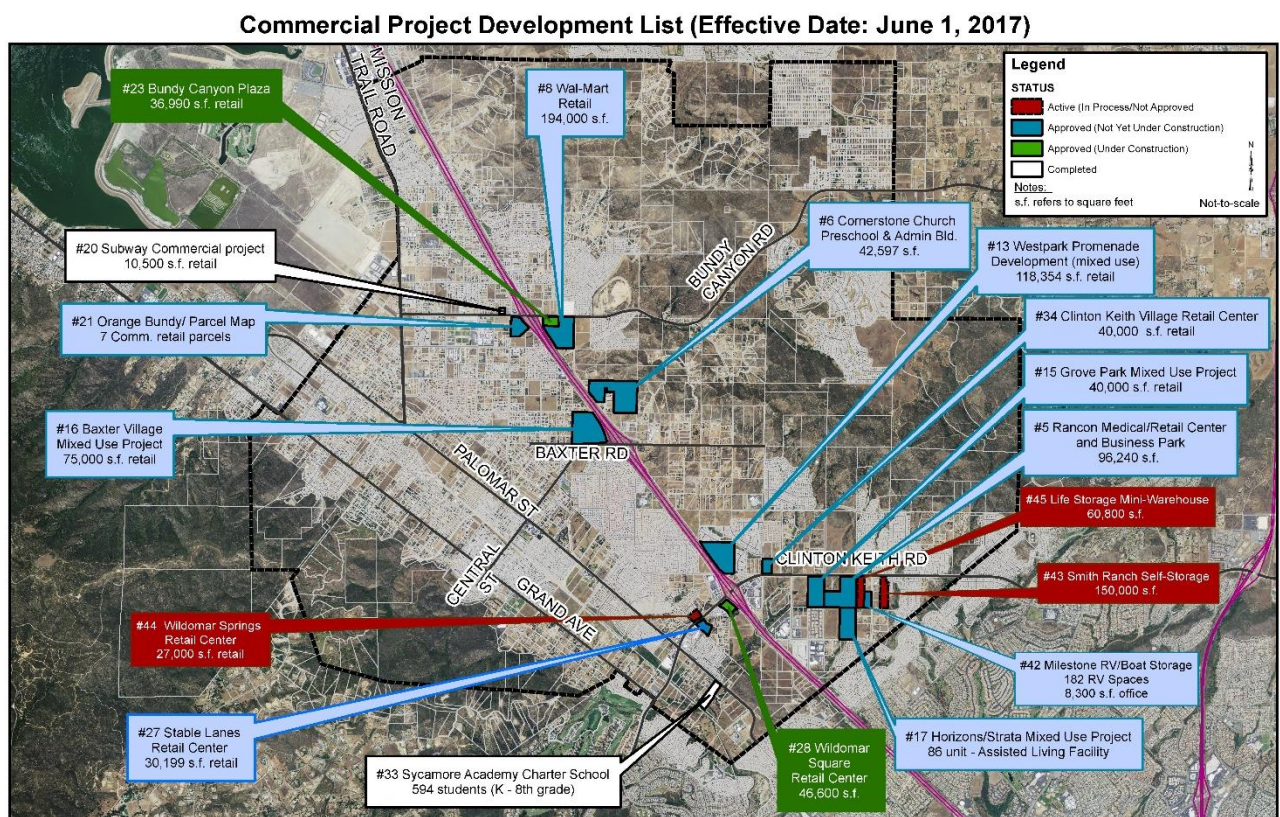 Commercial Project Development List (Effective Date: June 1, 2017)
MISSION
TRAIL ROAD
#23 Bundy Canyon Plaza
36,990 s.f. retail
#8 Wal-Mart
Retail
194,000 s.f.
Legend
STATUS
Active (In Process/Not Approved
Approved (Not Yet Under Construction)
Approved (Under Construction)
Completed
Notes:
s.f. refers to square feet
N
Not-to-scale
#20 Subway Commercial project
10,500 s.f. retail
#6 Cornerstone Church
Preschool & Admin Bld.
42,597 s.f.
BUNDY
CANYON RD
#13 Westpark Promenade
Development (mixed use)
118,354 s.f. retail
#21 Orange Bundy/ Parcel Map
7 Comm. retail parcels
#34 Clinton Keith Village Retail Center
40,000 s.f. retail
#15 Grove Park Mixed Use Project
40,000 s.f. retail
#16 Baxter Village
Mixed Use Project
75,000 s.f. retail
BAXTER RD
PALOMAR ST
#5 Rancon Medical/Retail Center
and Business Park
96,240 s.f.
#45 Life Storage Mini-Warehouse
60,800 s.f.
CENTRAL
ST
GRAND AVE
CLINTON KEITH RD
#43 Smith Ranch Self-Storage
150,000 s.f.
#44 Wildomar Springs
Retail Center
27,000 s.f. retail
#42 Milestone RV/Boat Storage
182 RV Spaces
8,300 s.f. office
#27 Stable Lanes
Retail Center
30,199 s.f. retail
#17 Horizons/Strata Mixed Use Project
86 unit - Assisted Living Facility
#33 Sycamore Academy Charter School
594 students (K - 8th grade)
#28 Wildomar
Square
Retail Center
46,600 s.f.